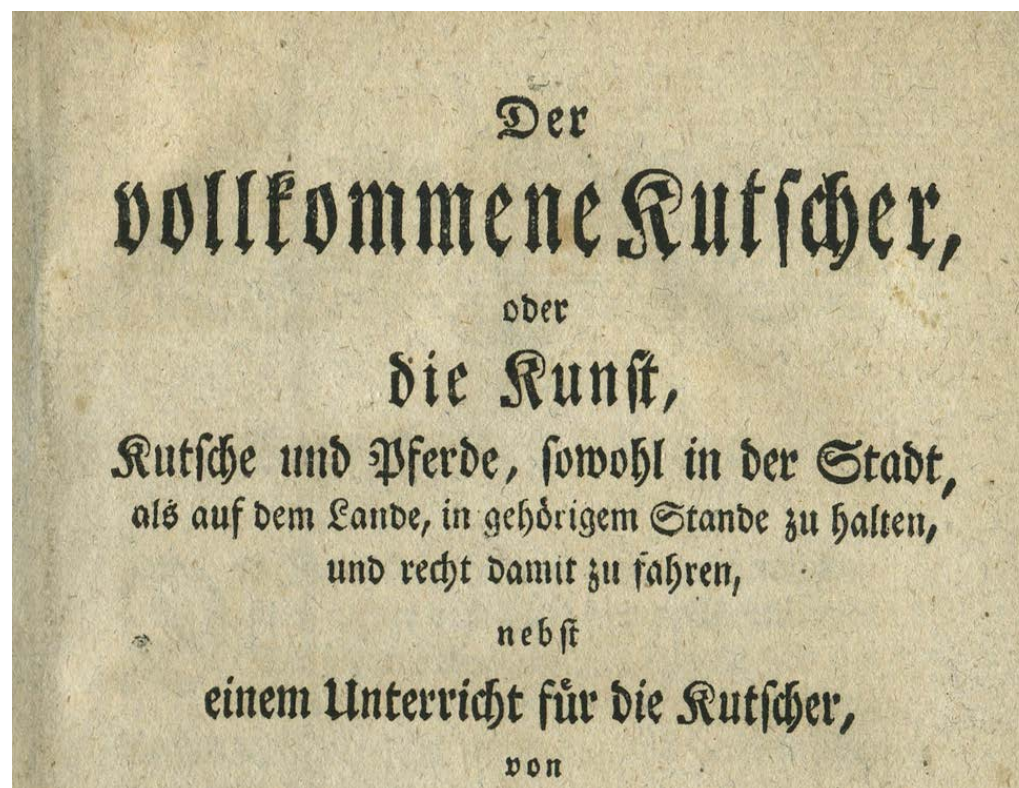 Der
vollkommene Kutſcher,
oder
die Kunſt,
Kutſche und Pferde, ſowohl in der Stadt,
als auf dem Lande, in gehörigem Stande zu halten,
und recht damit zu fahren,
nebſt
einem Unterricht fuͤr die Kutſcher,
von